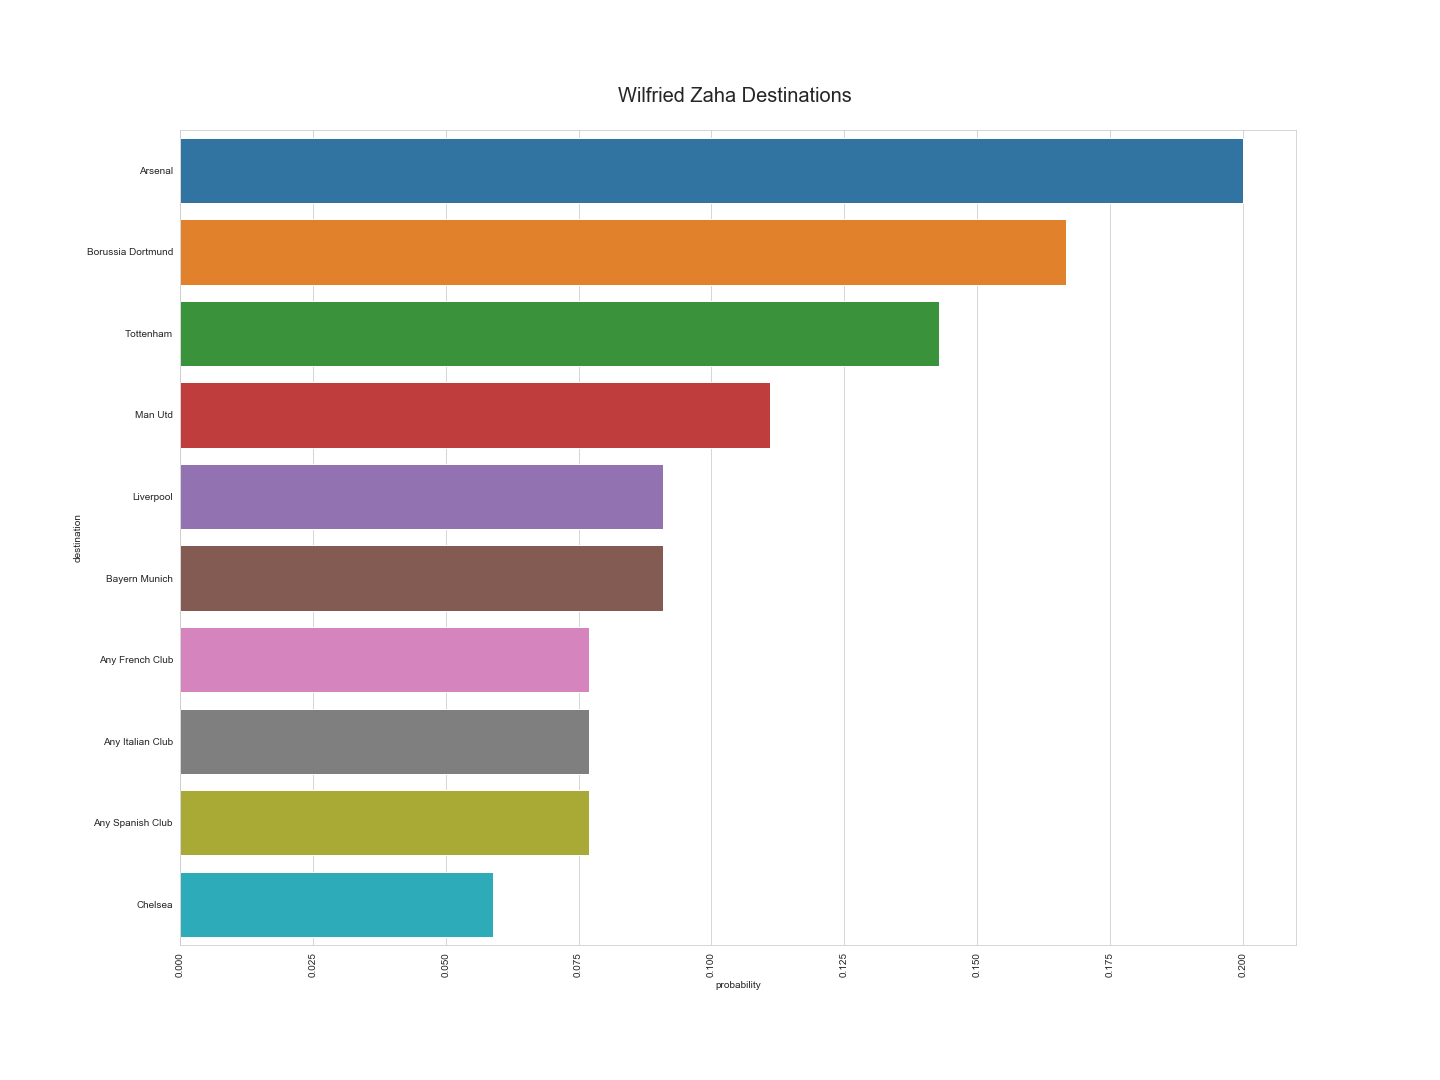 Wilfried Zaha Destinations
Arsenal
Borussia Dortmund
Tottenham
Man Utd
Liverpool
destination
Bayern Munich
Any French Club
Any Italian Club
Any Spanish Club
Chelsea
0.000 0.025 0.050 0.075 0.100 0.125 0.150 0.175 0.200
probability